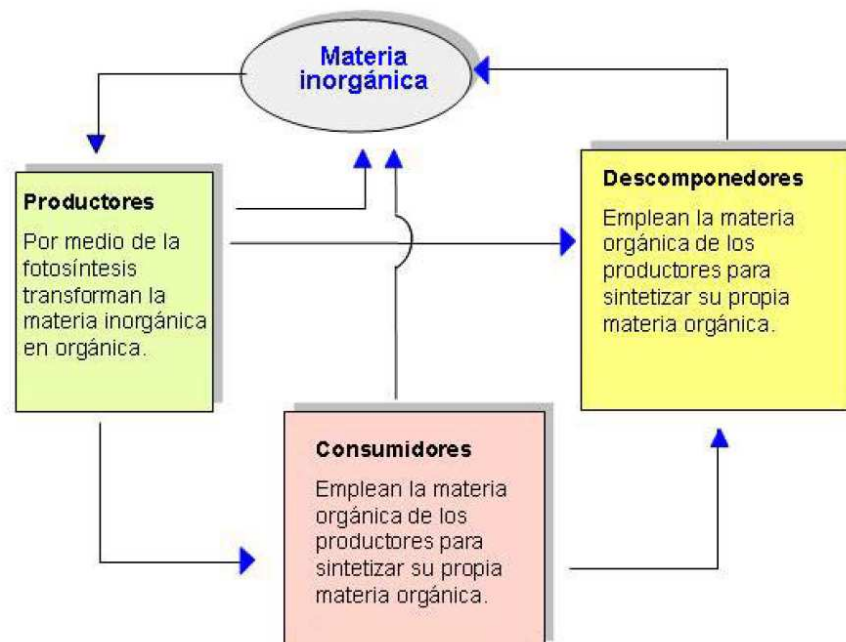 Materia
inorgánica
Productores
Por medio de la
fotosíntesis
transforman la
materia inorgánica
en orgánica.
Descomponedores
Emplean la materia
orgánica de los
productores para
sintetizar su propia
materia orgánica.
Consumidores
Emplean la materia
orgánica de los
productores para
sintetizar su propia
materia orgánica.